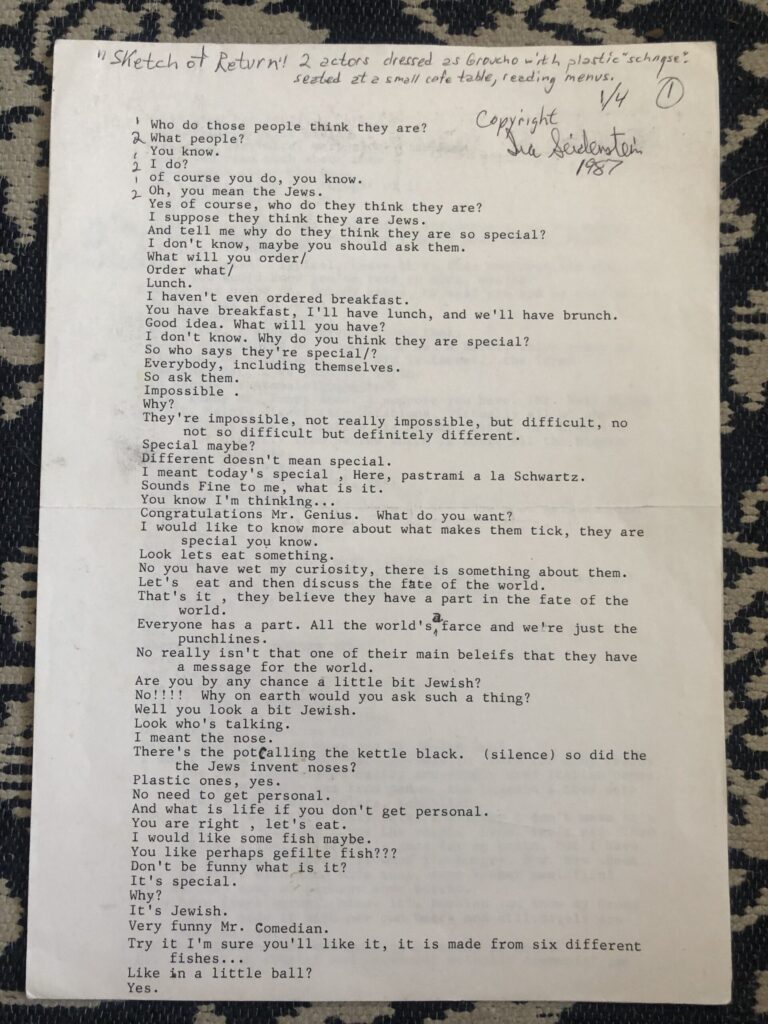 "Sketch of Return"! 2 actors dressed as Groucho with plastic "schnose".
seated at a small cafe table, reading menus.
1/4 1
Copyright
Ira Seidenstein
1987
1 Who do those people think they are?
2 What people?
1 You know.
2 I do?
1 of course you do, you know.
2 Oh, you mean the Jews.
Yes of course, who do they think they are?
I suppose they think they are Jews.
And tell me why do they think they are so special?
I don't know, maybe you should ask them.
What will you order/
Order what/
Lunch.
I haven't even ordered breakfast.
You have breakfast, I'll have lunch, and we'll have brunch.
Good idea. What will you have?
I don't know. Why do you think they are special?
So who says they're special/?
Everybody, including themselves.
So ask them.
Impossible .
Why?
They're impossible, not really impossible, but difficult, no
not so difficult but definitely different.
Special maybe?
Different doesn't mean special.
I meant today's special , Here, pastrami a la Schwartz.
Sounds Fine to me, what is it.
You know I'm thinking...
Congratulations Mr. Genius. What do you want?
I would like to know more about what makes them tick, they are
special you know.
Look lets eat something.
No you have wet my curiosity, there is something about them.
Let's eat and then discuss the fate of the world.
That's it , they believe they have a part in the fate of the
world.
Everyone has a part. All the world's a farce and we're just the
punchlines.
No really isn't that one of their main beleifs that they have
a message for the world.
Are you by any chance a little bit Jewish?
No!!!! Why on earth would you ask such a thing?
Well you look a bit Jewish.
Look who's talking.
I meant the nose.
There's the pot calling the kettle black. (silence) so did the
the Jews invent noses?
Plastic ones, yes.
No need to get personal.
And what is life if you don't get personal.
You are right , let's eat.
I would like some fish maybe.
You like perhaps gefilte fish???
Don't be funny what is it?
It's special.
Why?
It's Jewish.
Very funny Mr. Comedian.
Try it I'm sure you'll like it, it is made from six different
fishes...
Like in a little ball?
Yes.